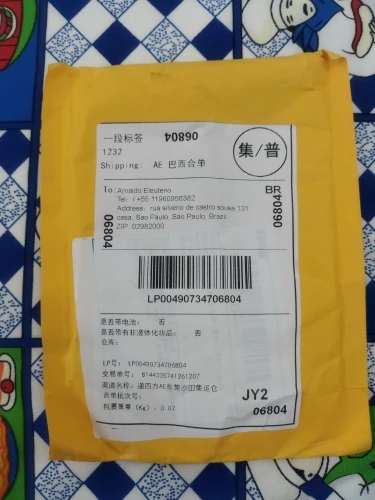 一段标签
06804
1232
集/普
Shipping: AE 巴西合单
To: Arnaldo Eleuterio
Tel: / +55 11960956362
Address: rua silveno de castro sousa 131
casa, Sao Paulo, Sao Paulo, Brazil
ZIP: 02982000
BR
06804
06804
LP00490734706804
是否带电池: 否
是否带有非液体化妆品: 否
仓库:
LP号: LP00490734706804
交易单号: 8144335741261207
渠道名称: 递四方AE东莞沙田集运仓
合单批次号:
包裹重量 (Kg): 0.07
JY2
06804